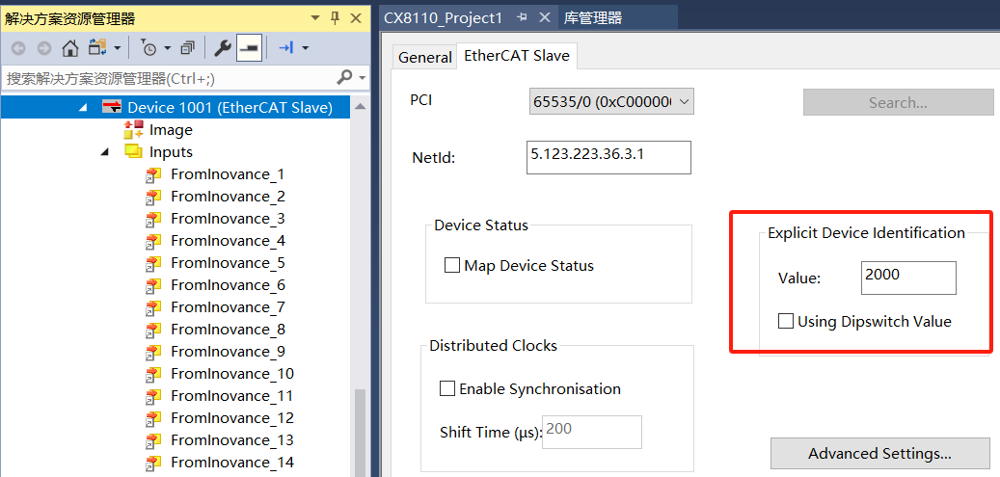 解决方案资源管理器
搜索解决方案资源管理器(Ctrl+;)
Device 1001 (EtherCAT Slave)
Image
Inputs
FromInovance_1
FromInovance_2
FromInovance_3
FromInovance_4
FromInovance_5
FromInovance_6
FromInovance_7
FromInovance_8
FromInovance_9
FromInovance_10
FromInovance_11
FromInovance_12
FromInovance_13
FromInovance_14
CX8110_Project1 库管理器
General EtherCAT Slave
PCI 65535/0 (0xC00000( Search...
NetId: 5.123.223.36.3.1
Device Status
Map Device Status
Explicit Device Identification
Value: 2000
Using Dipswitch Value
Distributed Clocks
Enable Synchronisation
Shift Time (µs): 200
Advanced Settings...